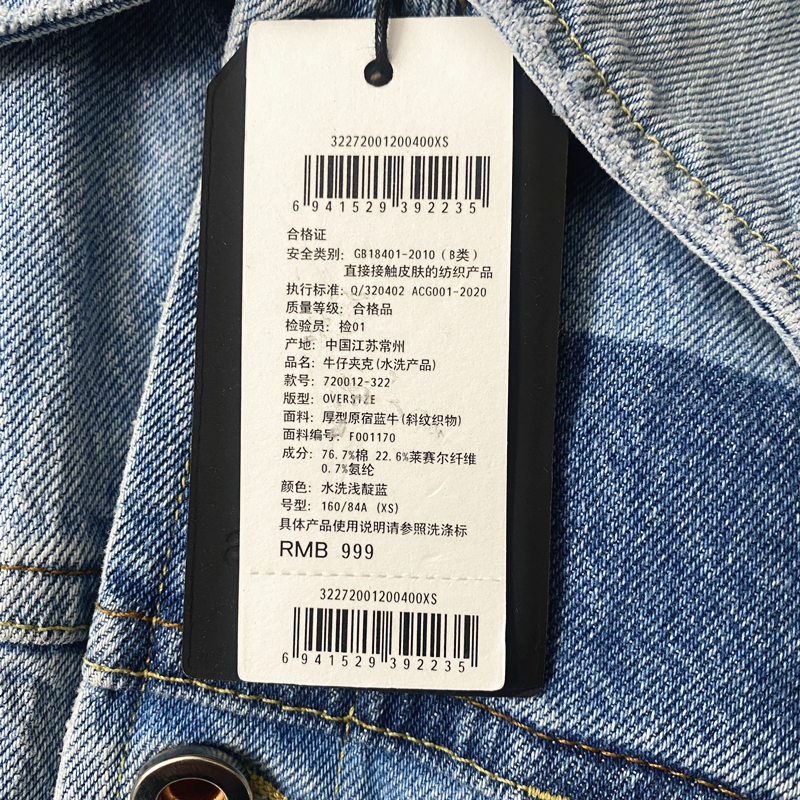 32272001200400XS
6 941529 392235
合格证
安全类别: GB18401-2010 (B类)
直接接触皮肤的纺织产品
执行标准: Q/320402 ACG001-2020
质量等级: 合格品
检验员: 检01
产地: 中国江苏常州
品名: 牛仔夹克(水洗产品)
款号: 720012-322
版型: OVERSIZE
面料: 厚型原宿蓝牛(斜纹织物)
面料编号: F001170
成分: 76.7%棉 22.6%莱赛尔纤维
0.7%氨纶
颜色: 水洗浅靛蓝
号型: 160/84A (XS)
具体产品使用说明请参照洗涤标
RMB 999
32272001200400XS
6 941529 392235